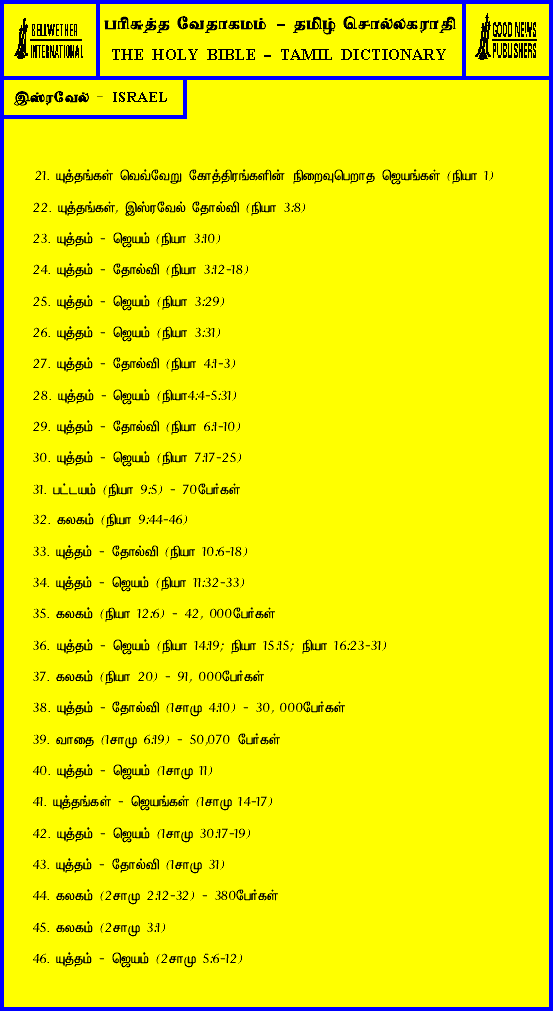 BELLWETHER
INTERNATIONAL
பரிசுத்த வேதாகமம் – தமிழ் சொல்லகராதி
THE HOLY BIBLE – TAMIL DICTIONARY
GOOD NEWS
PUBLISHERS
இஸ்ரவேல் – ISRAEL
21. யுத்தங்கள் வெவ்வேறு கோத்திரங்களின் நிறைவுபெறாத ஜெயங்கள் (நியா 1)
22. யுத்தங்கள், இஸ்ரவேல் தோல்வி (நியா 3:8)
23. யுத்தம் - ஜெயம் (நியா 3:10)
24. யுத்தம் - தோல்வி (நியா 3:12-18)
25. யுத்தம் - ஜெயம் (நியா 3:29)
26. யுத்தம் - ஜெயம் (நியா 3:31)
27. யுத்தம் - தோல்வி (நியா 4:1-3)
28. யுத்தம் - ஜெயம் (நியா4:4-5:31)
29. யுத்தம் - தோல்வி (நியா 6:1-10)
30. யுத்தம் - ஜெயம் (நியா 7:17-25)
31. பட்டயம் (நியா 9:5) - 70பேர்கள்
32. கலகம் (நியா 9:44-46)
33. யுத்தம் - தோல்வி (நியா 10:6-18)
34. யுத்தம் - ஜெயம் (நியா 11:32-33)
35. கலகம் (நியா 12:6) - 42, 000பேர்கள்
36. யுத்தம் - ஜெயம் (நியா 14:19; நியா 15:15; நியா 16:23-31)
37. கலகம் (நியா 20) - 91, 000பேர்கள்
38. யுத்தம் - தோல்வி (1சாமு 4:10) - 30, 000பேர்கள்
39. வாதை (1சாமு 6:19) - 50,070 பேர்கள்
40. யுத்தம் - ஜெயம் (1சாமு 11)
41. யுத்தங்கள் - ஜெயங்கள் (1சாமு 14-17)
42. யுத்தம் - ஜெயம் (1சாமு 30:17-19)
43. யுத்தம் - தோல்வி (1சாமு 31)
44. கலகம் (2சாமு 2:12-32) - 380பேர்கள்
45. கலகம் (2சாமு 3:1)
46. யுத்தம் - ஜெயம் (2சாமு 5:6-12)